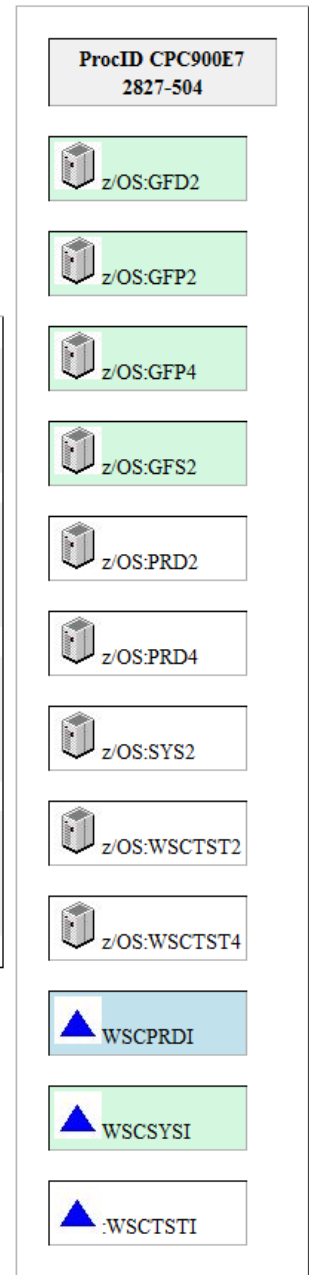 ProcID CPC900E7
2827-504
z/OS:GFD2
z/OS:GFP2
z/OS:GFP4
z/OS:GFS2
z/OS:PRD2
z/OS:PRD4
z/OS:SYS2
z/OS:WSCTST2
z/OS:WSCTST4
WSCPRDI
WSCSYSI
:WSCTSTI